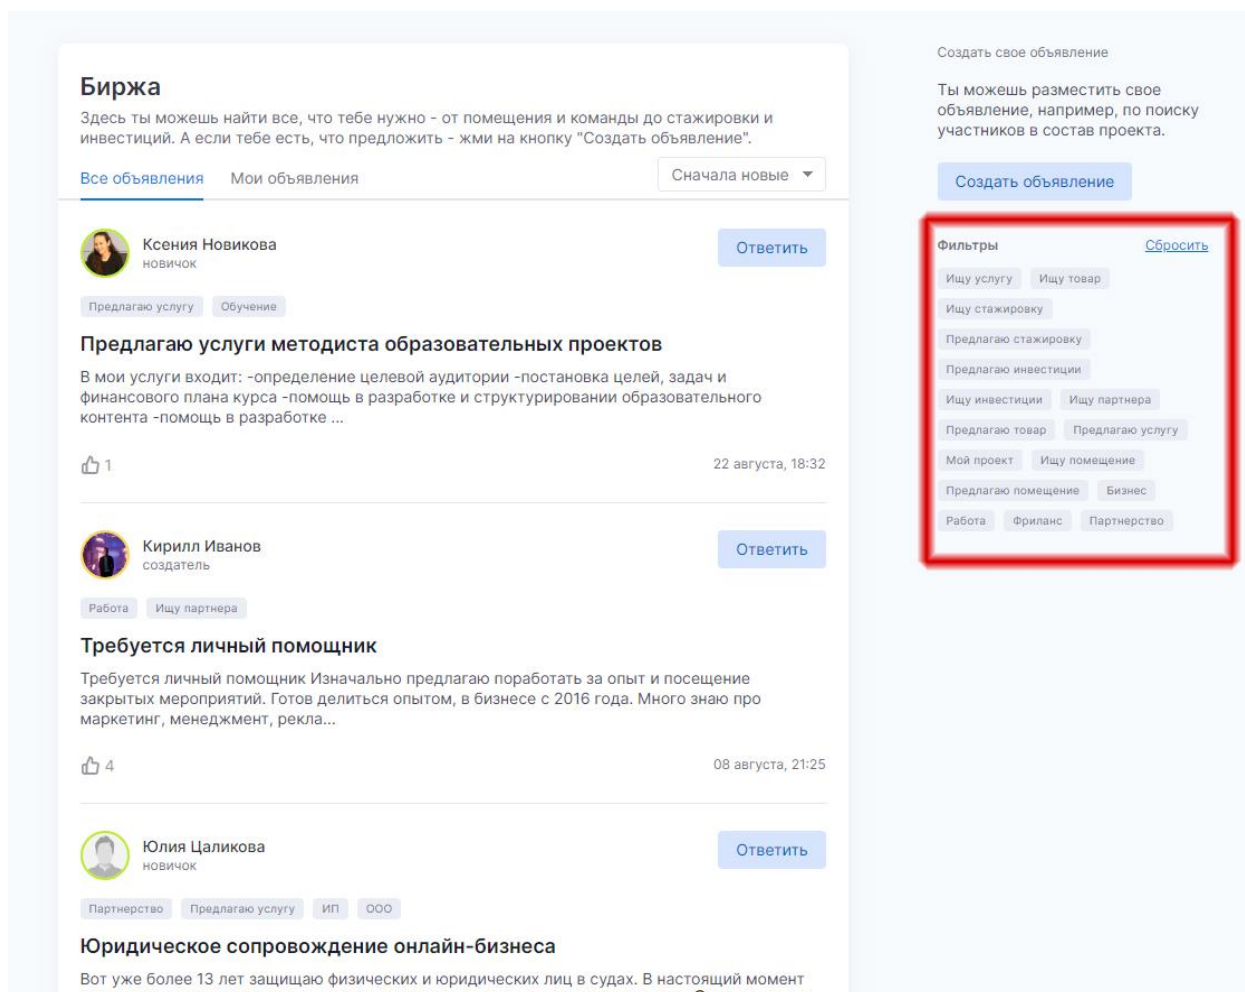 Биржа
Здесь ты можешь найти все, что тебе нужно - от помещения и команды до стажировки и
инвестиций. А если тебе есть, что предложить - жми на кнопку "Создать объявление".
Все объявления Мои объявления Сначала новые
Ксения Новикова
новичок
Ответить
Предлагаю услугу Обучение
Предлагаю услуги методиста образовательных проектов
В мои услуги входит: -определение целевой аудитории -постановка целей, задач и
финансового плана курса -помощь в разработке и структурировании образовательного
контента -помощь в разработке ...
1 22 августа, 18:32
Кирилл Иванов
создатель
Ответить
Работа Ищу партнера
Требуется личный помощник
Требуется личный помощник Изначально предлагаю поработать за опыт и посещение
закрытых мероприятий. Готов делиться опытом, в бизнесе с 2016 года. Много знаю про
маркетинг, менеджмент, рекла...
4 08 августа, 21:25
Юлия Цаликова
новичок
Ответить
Партнерство Предлагаю услугу ИП ООО
Юридическое сопровождение онлайн-бизнеса
Вот уже более 13 лет защищаю физических и юридических лиц в судах. В настоящий момент
Создать свое объявление
Ты можешь разместить свое
объявление, например, по поиску
участников в состав проекта.
Создать объявление
Фильтры Сбросить
Ищу услугу Ищу товар
Ищу стажировку
Предлагаю стажировку
Предлагаю инвестиции
Ищу инвестиции Ищу партнера
Предлагаю товар Предлагаю услугу
Мой проект Ищу помещение
Предлагаю помещение Бизнес
Работа Фриланс Партнерство